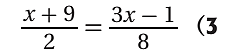 (x + 9)/2 = (3x − 1)/8 (3